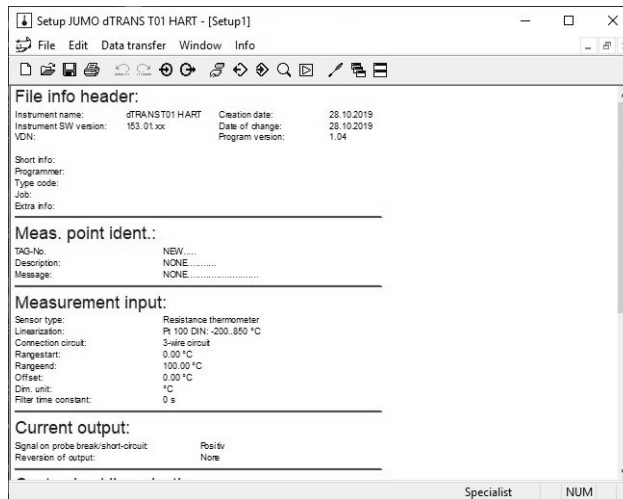 Setup JUMO dTRANS T01 HART - [Setup1]
File Edit Data transfer Window Info
File info header:
Instrument name: dTRANS T01 HART Creation date: 28.10.2019
Instrument SW version: 153.01.xx Date of change: 28.10.2019
VDN: Program version: 1.04
Short info:
Programmer:
Type code:
Job:
Extra info:
Meas. point ident.:
TAG-No. NEW.....
Description: NONE..........
Message: NONE..........................
Measurement input:
Sensor type: Resistance thermometer
Linearization: Pt 100 DIN: -200..850 °C
Connection circuit: 3-wire circuit
Rangestart: 0.00 °C
Rangeend: 100.00 °C
Offset: 0.00 °C
Dim. unit: °C
Filter time constant: 0 s
Current output:
Signal on probe break/short-circuit: Positiv
Reversion of output: None
Specialist NUM